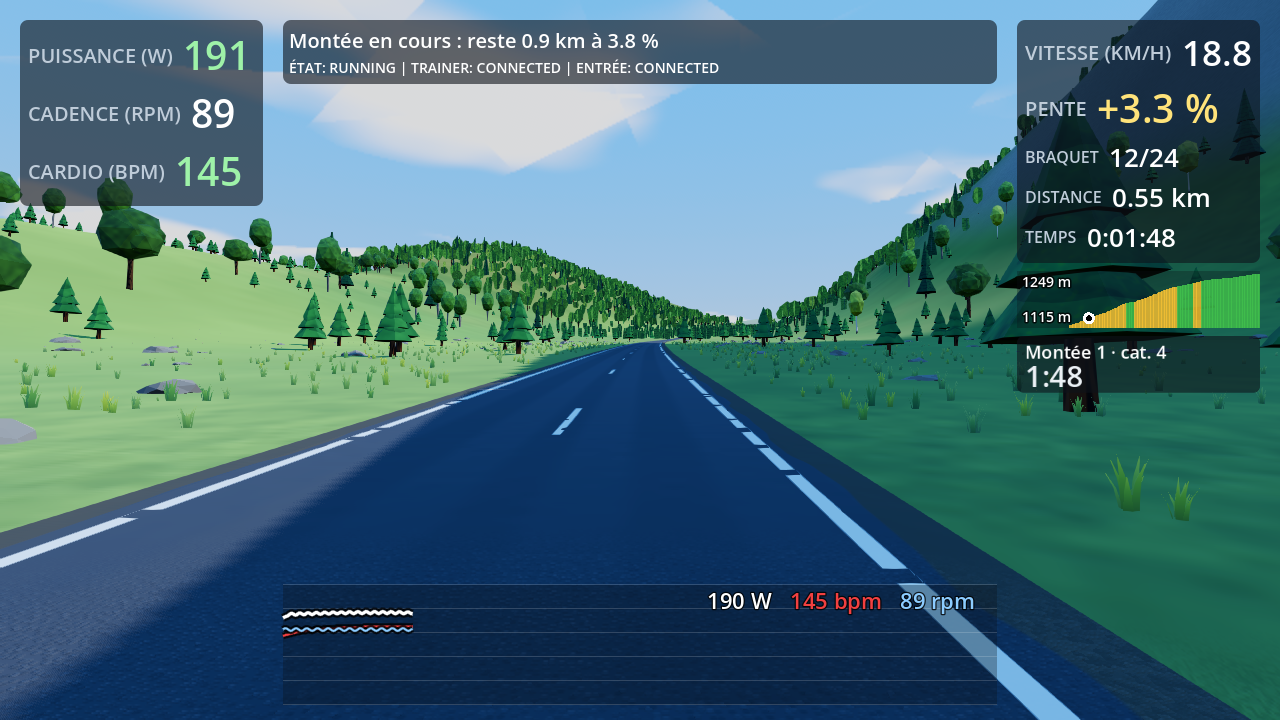 PUISSANCE (W) 191
CADENCE (RPM) 89
CARDIO (BPM) 145
Montée en cours : reste 0.9 km à 3.8 %
ÉTAT: RUNNING | TRAINER: CONNECTED | ENTRÉE: CONNECTED
VITESSE (KM/H) 18.8
PENTE +3.3 %
BRAQUET 12/24
DISTANCE 0.55 km
TEMPS 0:01:48
1249 m
1115 m
Montée 1 · cat. 4
1:48
190 W 145 bpm 89 rpm